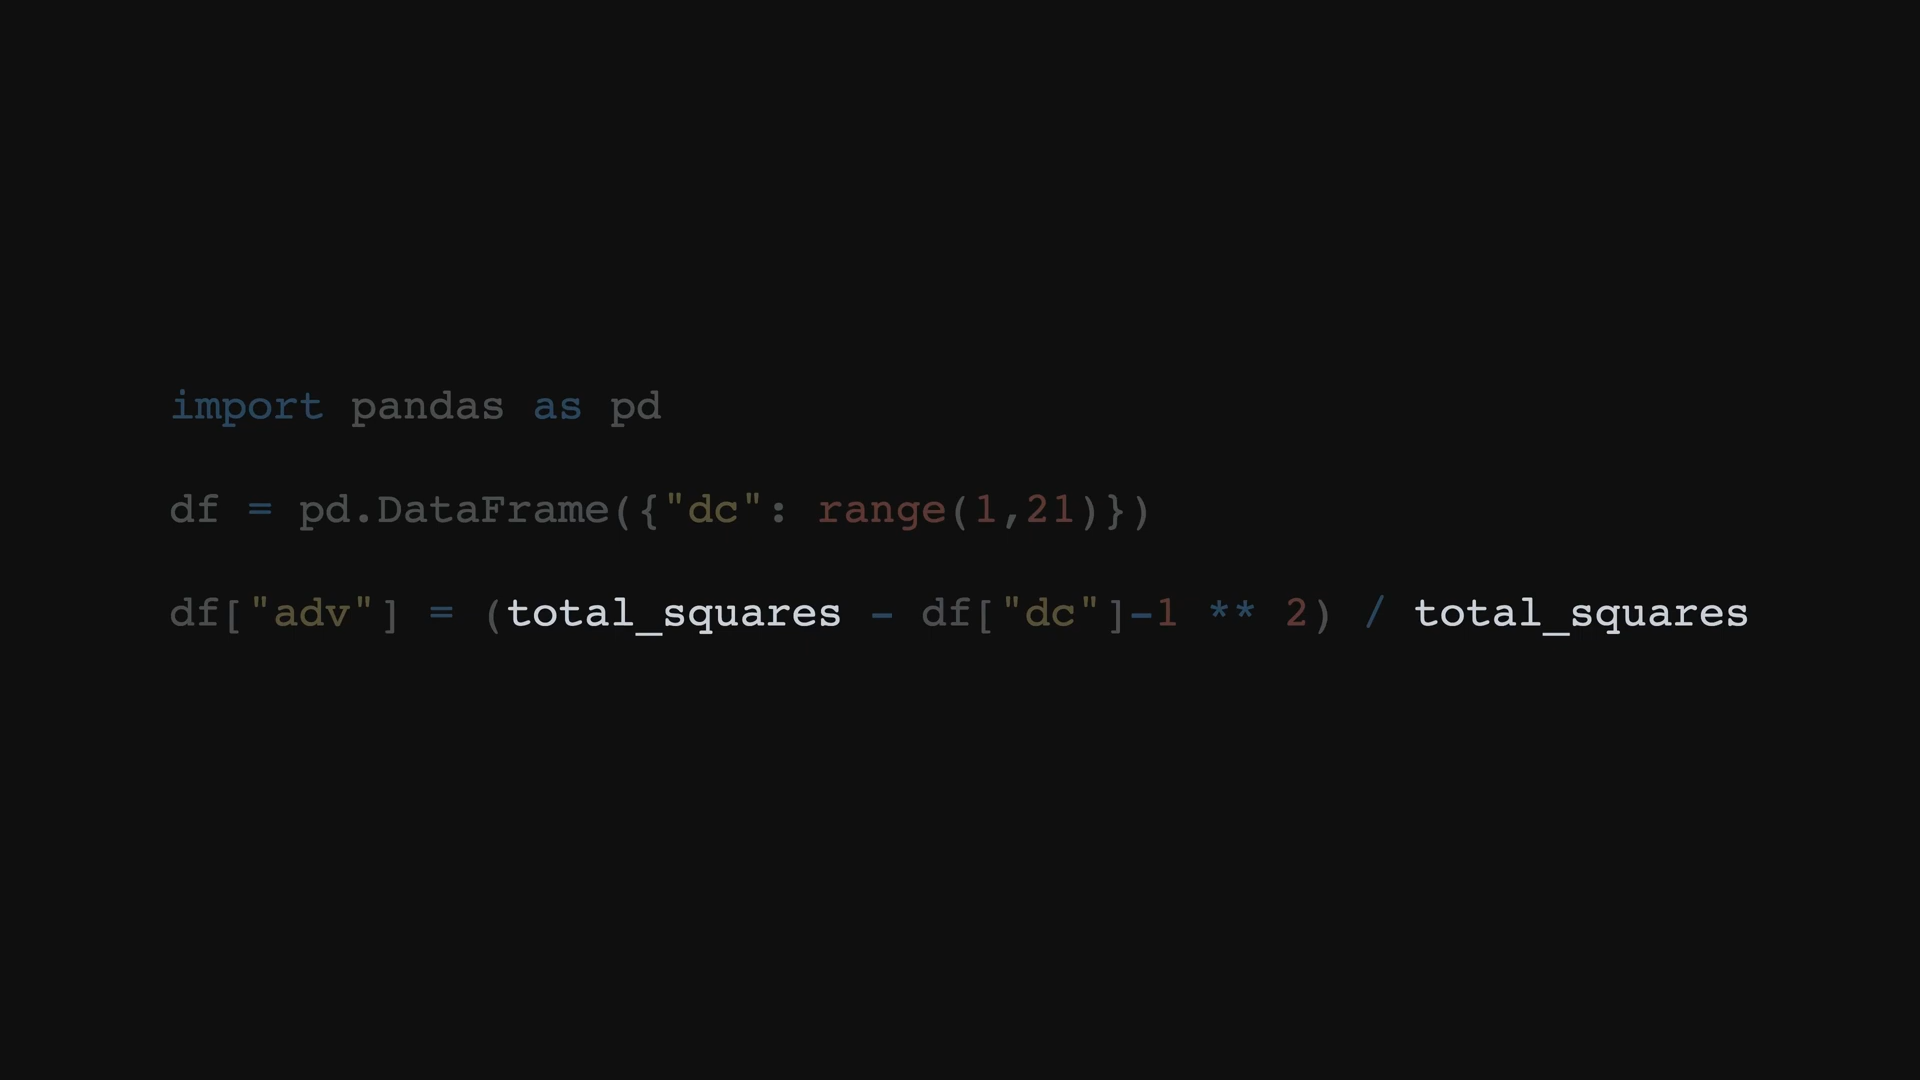 import pandas as pd
df = pd.DataFrame({"dc": range(1,21)})
df["adv"] = (total_squares - df["dc"]-1 ** 2) / total_squares